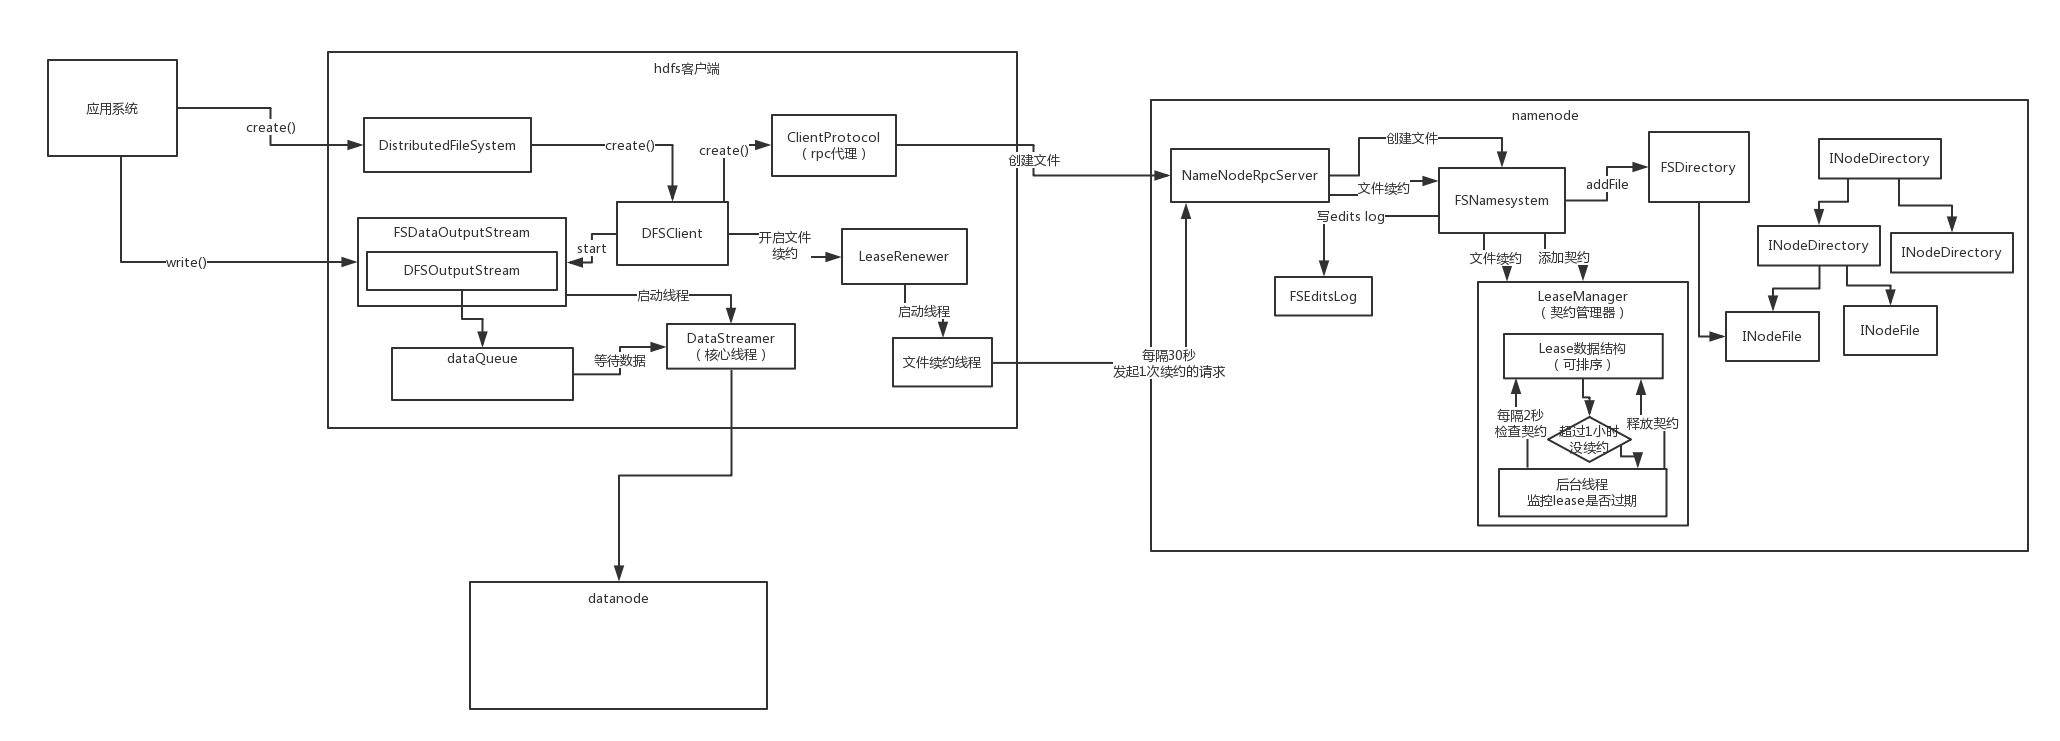 应用系统
create()
write()
hdfs客户端
DistributedFileSystem
create()
create()
ClientProtocol
（rpc代理）
创建文件
DFSClient
start
开启文件
续约
LeaseRenewer
启动线程
文件续约线程
FSDataOutputStream
DFSOutputStream
启动线程
dataQueue
等待数据
DataStreamer
（核心线程）
每隔30秒
发起1次续约的请求
datanode
namenode
NameNodeRpcServer
创建文件
文件续约
写edits log
FSEditsLog
FSNamesystem
addFile
FSDirectory
文件续约
添加契约
LeaseManager
（契约管理器）
Lease数据结构
（可排序）
每隔2秒
检查契约
超过1小时
没续约
释放契约
后台线程
监控lease是否过期
INodeDirectory
INodeDirectory
INodeDirectory
INodeFile
INodeFile